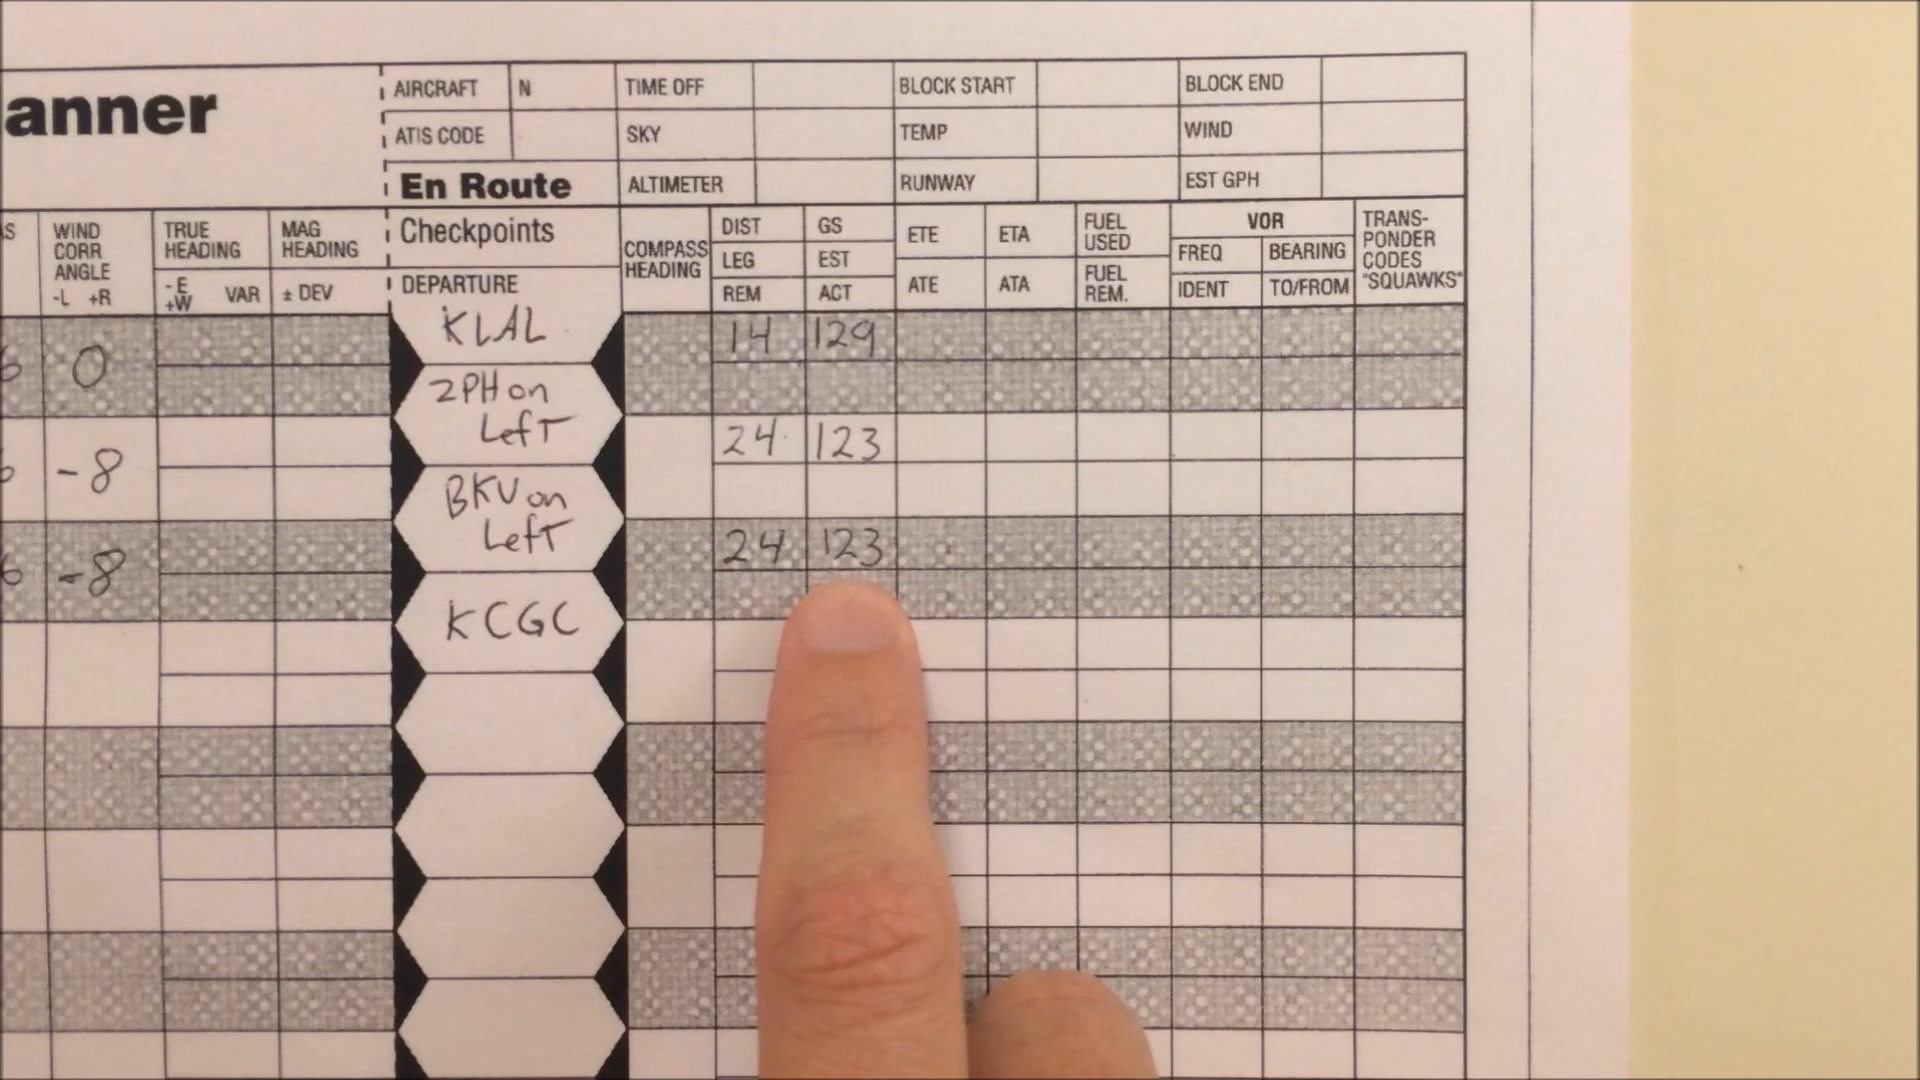 anner
AIRCRAFT N TIME OFF BLOCK START BLOCK END
ATIS CODE SKY TEMP WIND
En Route ALTIMETER RUNWAY EST GPH
WIND CORR ANGLE -L +R
TRUE HEADING
-E +W VAR
MAG HEADING
± DEV
Checkpoints
DEPARTURE
COMPASS HEADING
DIST
LEG
REM
GS
EST
ACT
ETE
ATE
ETA
ATA
FUEL USED
FUEL REM.
VOR
FREQ BEARING
IDENT TO/FROM
TRANS-
PONDER
CODES
"SQUAWKS"
KLAL 14 129
0
2PH on
Left
24 123
-8
BKV on
Left
24 123
6 -8
KCGC